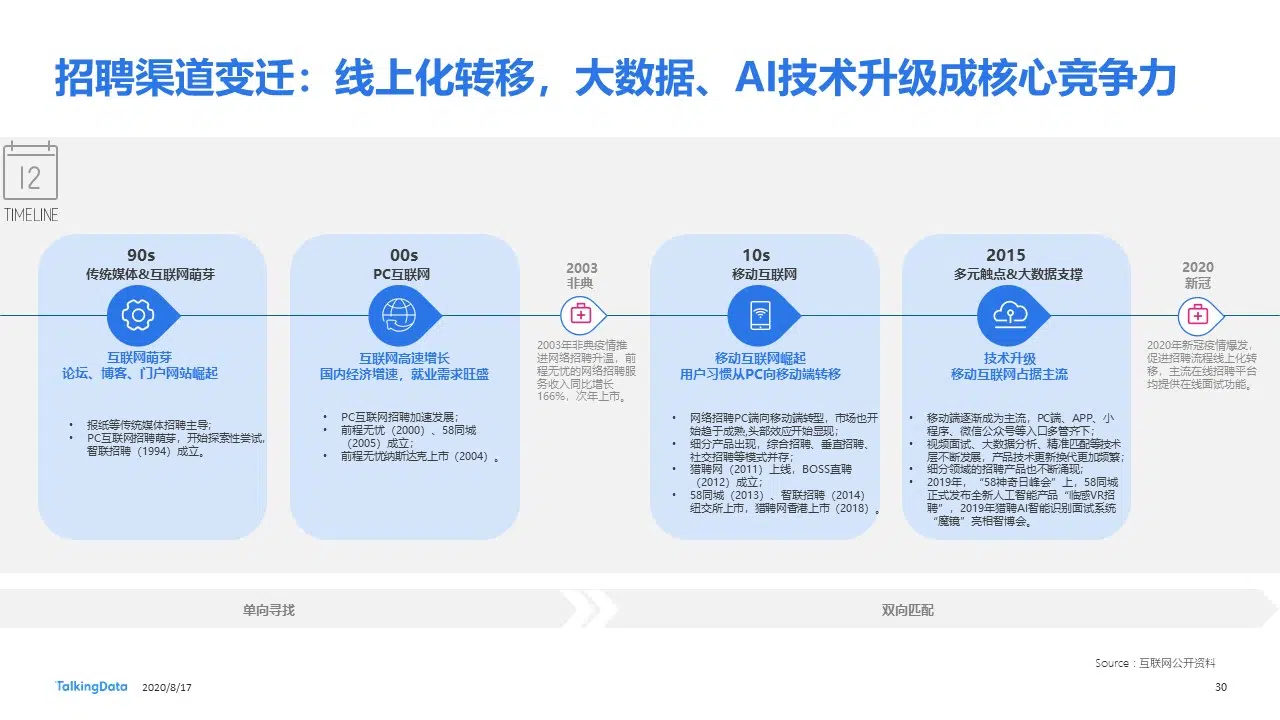 招聘渠道变迁：线上化转移，大数据、AI技术升级成核心竞争力
12
TIMELINE
90s
传统媒体&互联网萌芽
互联网萌芽
论坛、博客、门户网站崛起
• 报纸等传统媒体招聘主导；
• PC互联网招聘萌芽，开始探索性尝试，
智联招聘（1994）成立。
00s
PC互联网
互联网高速增长
国内经济增速，就业需求旺盛
• PC互联网招聘加速发展；
• 前程无忧（2000）、58同城
（2005）成立；
• 前程无忧纳斯达克上市（2004）。
2003
非典
2003年非典疫情推
进网络招聘升温，前
程无忧的网络招聘服
务收入同比增长
166%，次年上市。
10s
移动互联网
移动互联网崛起
用户习惯从PC向移动端转移
• 网络招聘PC端向移动端转型，市场也开
始趋于成熟,头部效应开始显现；
• 细分产品出现，综合招聘、垂直招聘、
社交招聘等模式并存；
• 猎聘网（2011）上线，BOSS直聘
（2012）成立；
• 58同城（2013）、智联招聘（2014）
纽交所上市，猎聘网香港上市（2018）。
2015
多元触点&大数据支撑
技术升级
移动互联网占据主流
• 移动端逐渐成为主流，PC端、APP、小
程序、微信公众号等入口多管齐下；
• 视频面试、大数据分析、精准匹配等技术
层不断发展，产品技术更新换代更加频繁；
• 细分领域的招聘产品也不断涌现；
• 2019年，“58神奇日峰会”上，58同城
正式发布全新人工智能产品“临感VR招
聘”，2019年猎聘AI智能识别面试系统
“魔镜”亮相智博会。
2020
新冠
2020年新冠疫情爆发，
促进招聘流程线上化转
移，主流在线招聘平台
均提供在线面试功能。
单向寻找
双向匹配
Source：互联网公开资料
TalkingData
2020/8/17
30